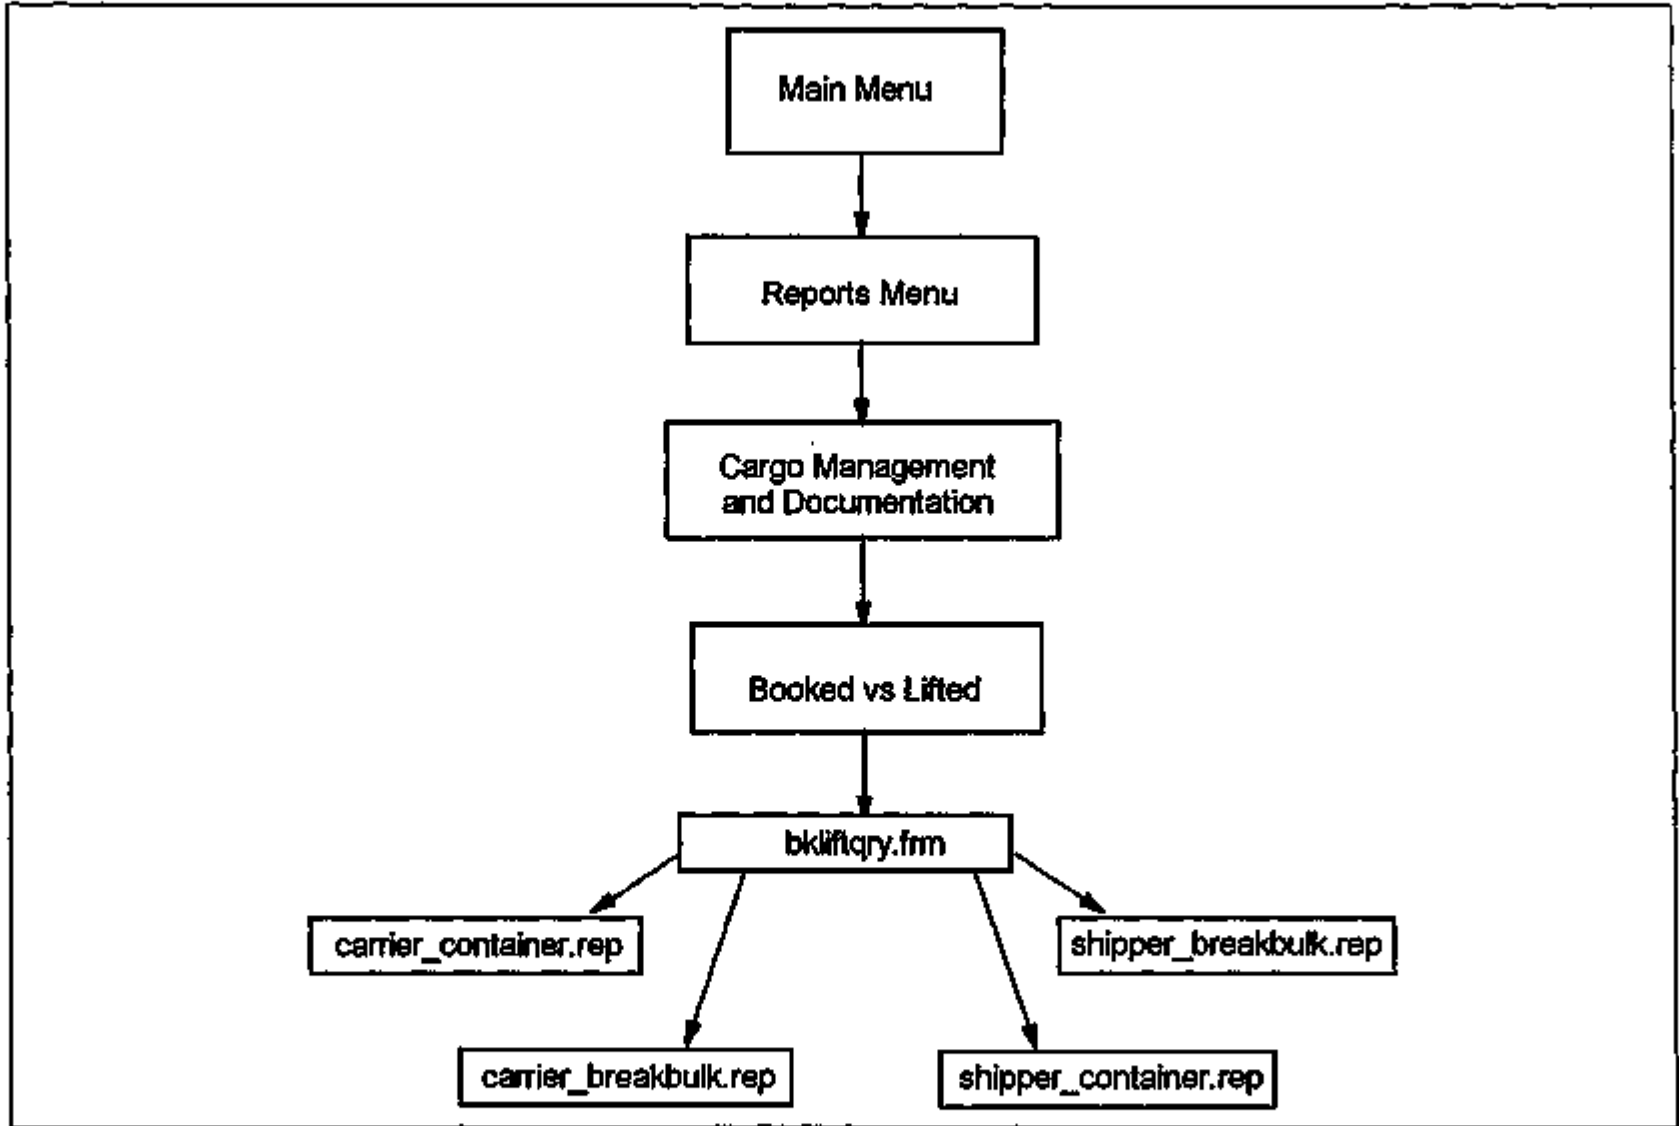 Main Menu
Reports Menu
Cargo Management
and Documentation
Booked vs Lifted
bkliftqry.frm
carrier_container.rep
shipper_breakbulk.rep
carrier_breakbulk.rep
shipper_container.rep